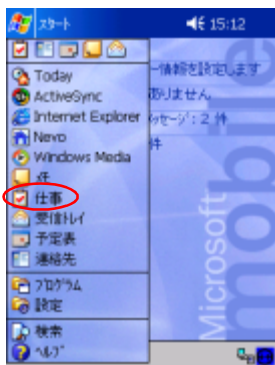 スタート 15:12
Today
ActiveSync
Internet Explorer
Nevo
Windows Media
メモ
仕事
受信トレイ
予定表
連絡先
プログラム
設定
検索
ヘルプ
ー情報を設定します
ありません
ッセージ: 2 件
件
Microsoft
mobile